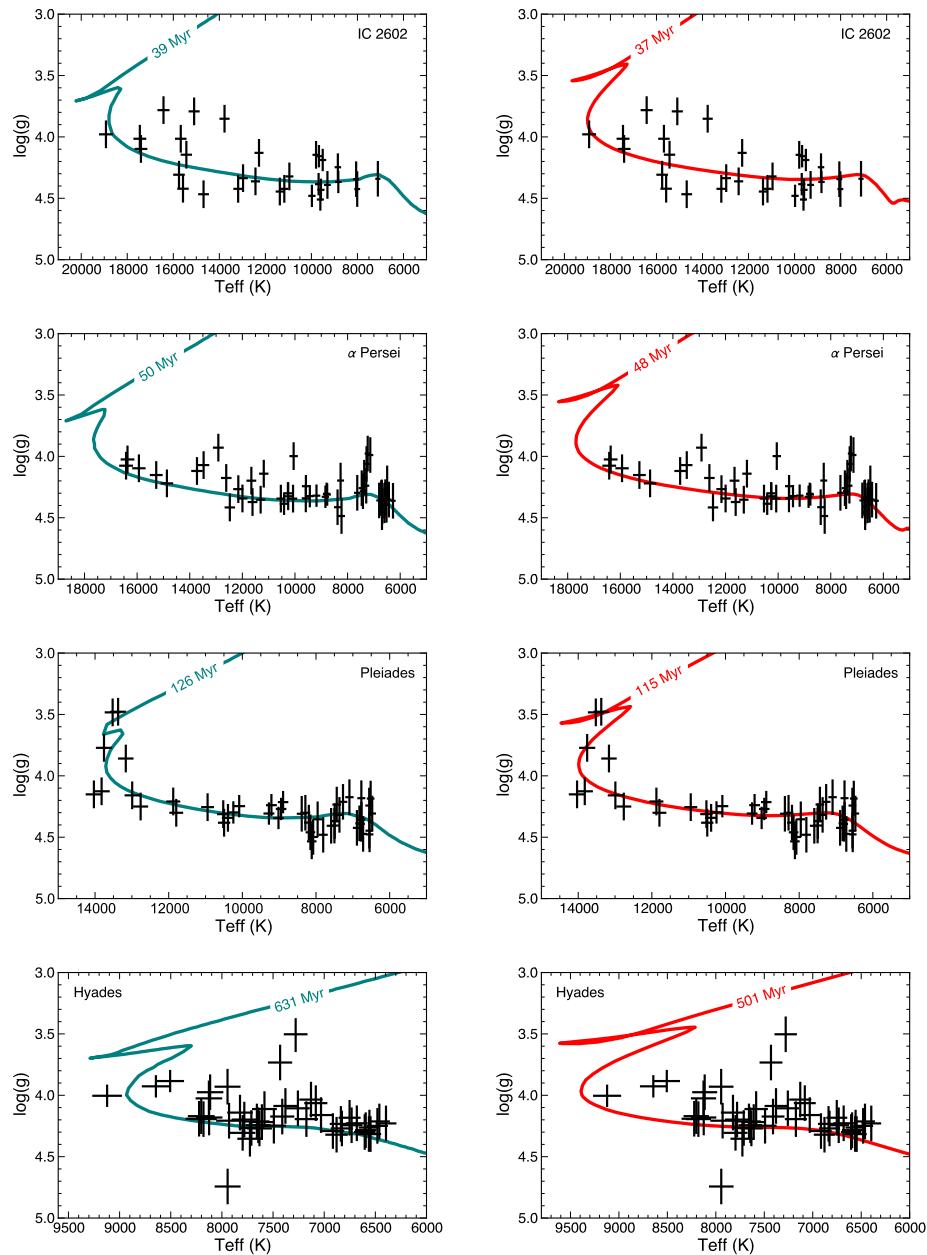 3.0
3.5
4.0
4.5
5.0
log(g)
39 Myr
IC 2602
20000 18000 16000 14000 12000 10000 8000 6000
Teff (K)
3.0
3.5
4.0
4.5
5.0
log(g)
37 Myr
IC 2602
20000 18000 16000 14000 12000 10000 8000 6000
Teff (K)
3.0
3.5
4.0
4.5
5.0
log(g)
50 Myr
α Persei
18000 16000 14000 12000 10000 8000 6000
Teff (K)
3.0
3.5
4.0
4.5
5.0
log(g)
48 Myr
α Persei
18000 16000 14000 12000 10000 8000 6000
Teff (K)
3.0
3.5
4.0
4.5
5.0
log(g)
126 Myr
Pleiades
14000 12000 10000 8000 6000
Teff (K)
3.0
3.5
4.0
4.5
5.0
log(g)
115 Myr
Pleiades
14000 12000 10000 8000 6000
Teff (K)
3.0
3.5
4.0
4.5
5.0
log(g)
Hyades
631 Myr
9500 9000 8500 8000 7500 7000 6500 6000
Teff (K)
3.0
3.5
4.0
4.5
5.0
log(g)
Hyades
501 Myr
9500 9000 8500 8000 7500 7000 6500 6000
Teff (K)